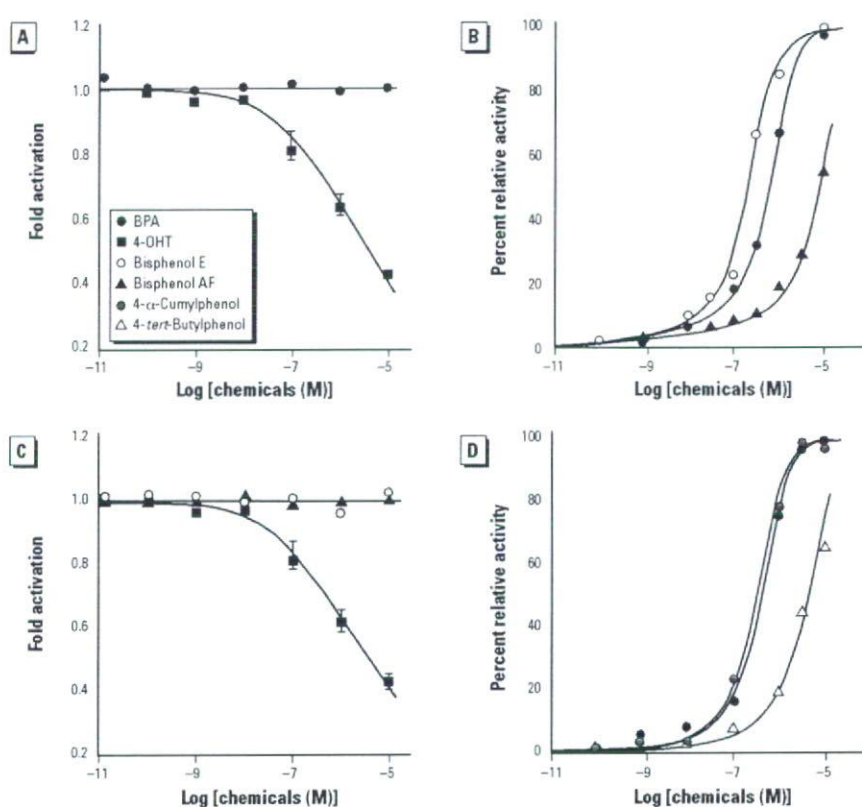 A
Fold activation
1.2
1.0
0.8
0.6
0.4
0.2
BPA
4-OHT
Bisphenol E
Bisphenol AF
4-α-Cumylphenol
4-tert-Butylphenol
−11
−9
−7
−5
Log [chemicals (M)]
B
Percent relative activity
100
80
60
40
20
0
−11
−9
−7
−5
Log [chemicals (M)]
C
Fold activation
1.2
1.0
0.8
0.6
0.4
0.2
−11
−9
−7
−5
Log [chemicals (M)]
D
Percent relative activity
100
80
60
40
20
0
−11
−9
−7
−5
Log [chemicals (M)]